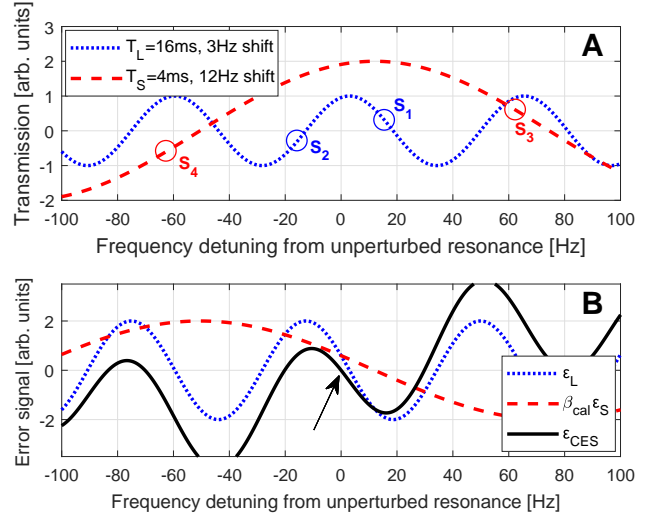 A
T_L=16ms, 3Hz shift
T_S=4ms, 12Hz shift
S_1
S_2
S_3
S_4
3
2
1
0
-1
-2
Transmission [arb. units]
-100 -80 -60 -40 -20 0 20 40 60 80 100
Frequency detuning from unperturbed resonance [Hz]
B
2
0
-2
Error signal [arb. units]
ε_L
β_cal ε_S
ε_CES
-100 -80 -60 -40 -20 0 20 40 60 80 100
Frequency detuning from unperturbed resonance [Hz]